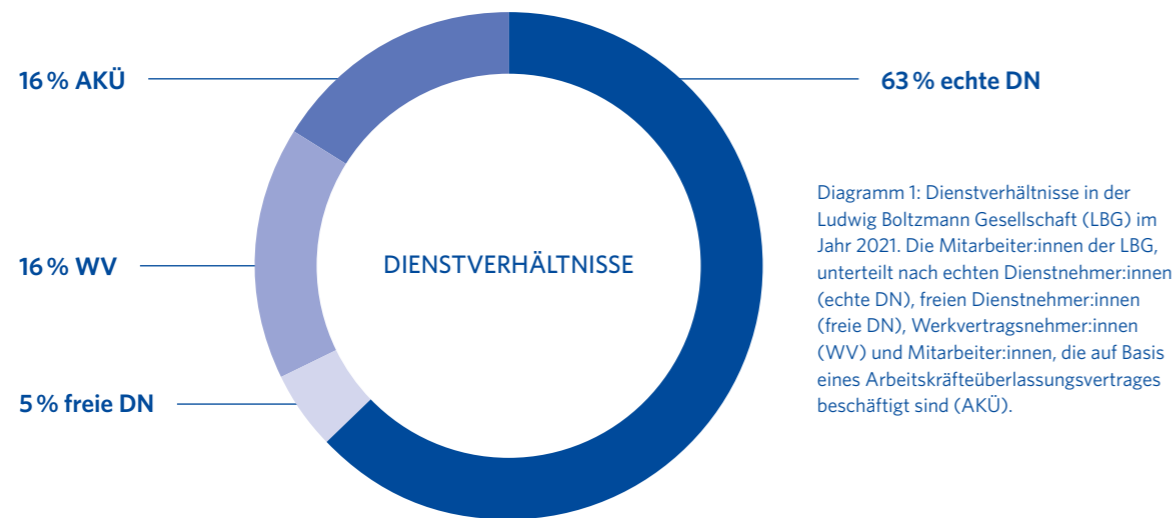 16 % AKÜ
63 % echte DN
Diagramm 1: Dienstverhältnisse in der
Ludwig Boltzmann Gesellschaft (LBG) im
Jahr 2021. Die Mitarbeiter:innen der LBG,
unterteilt nach echten Dienstnehmer:innen
(echte DN), freien Dienstnehmer:innen
(freie DN), Werkvertragsnehmer:innen
(WV) und Mitarbeiter:innen, die auf Basis
eines Arbeitskräfteüberlassungsvertrages
beschäftigt sind (AKÜ).
16 % WV
DIENSTVERHÄLTNISSE
5 % freie DN